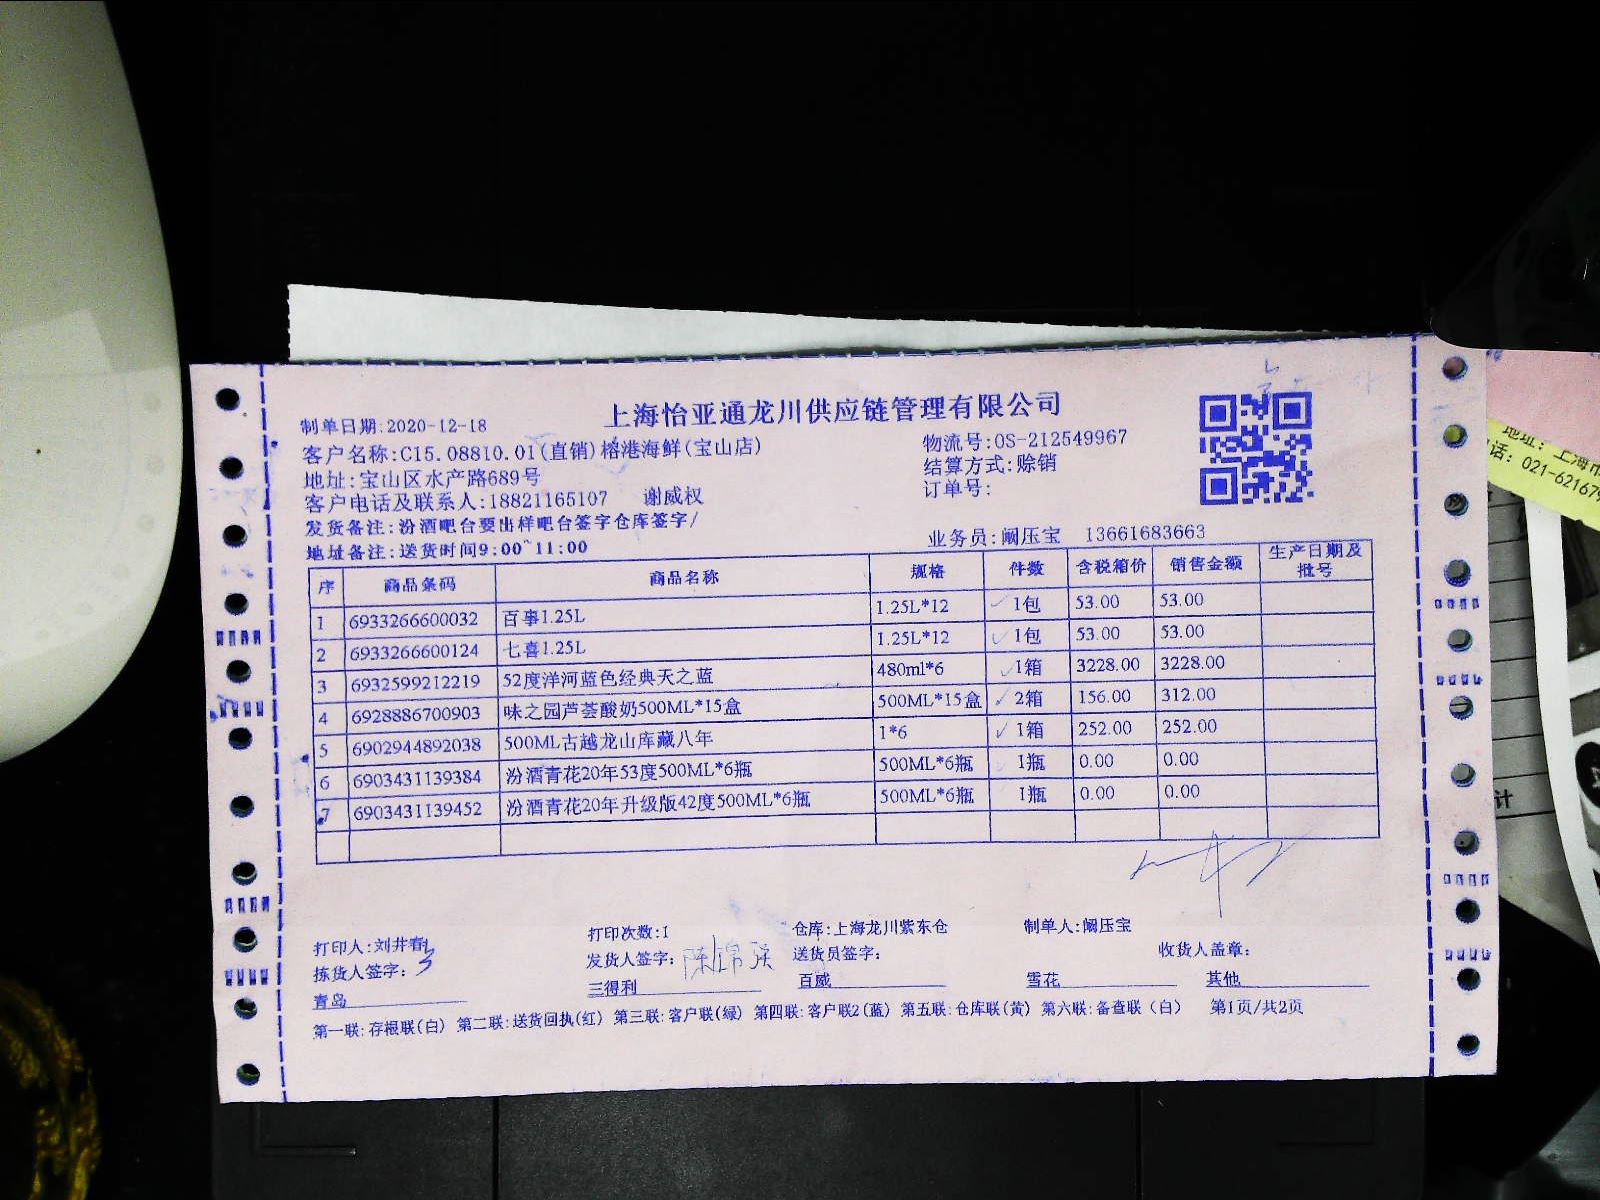 上海怡亚通龙川供应链管理有限公司
制单日期:2020-12-18
客户名称:C15.08810.01(直销)榕港海鲜(宝山店) 物流号:OS-212549967
地址:宝山区水产路689号 结算方式:赊销
客户电话及联系人:18821165107 谢威权 订单号:
发货备注:汾酒吧台要出样吧台签字仓库签字/
地址备注:送货时间9:00~11:00 业务员:阚压宝 13661683663
序 商品条码 商品名称 规格 件数 含税箱价 销售金额 生产日期及批号
1 6933266600032 百事1.25L 1.25L*12 1包 53.00 53.00
2 6933266600124 七喜1.25L 1.25L*12 1包 53.00 53.00
3 6932599212219 52度洋河蓝色经典天之蓝 480ml*6 1箱 3228.00 3228.00
4 6928886700903 味之园芦荟酸奶500ML*15盒 500ML*15盒 2箱 156.00 312.00
5 6902944892038 500ML古越龙山库藏八年 1*6 1箱 252.00 252.00
6 6903431139384 汾酒青花20年53度500ML*6瓶 500ML*6瓶 1瓶 0.00 0.00
7 6903431139452 汾酒青花20年升级版42度500ML*6瓶 500ML*6瓶 1瓶 0.00 0.00
打印人:刘井春 打印次数:1 仓库:上海龙川紫东仓 制单人:阚压宝
拣货人签字: 发货人签字: 陈锦强 送货员签字: 收货人盖章:
青岛 三得利 百威 雪花 其他
第一联:存根联(白) 第二联:送货回执(红) 第三联:客户联(绿) 第四联:客户联2(蓝) 第五联:仓库联(黄) 第六联:备查联(白) 第1页/共2页
地址: 上海市
话: 021-62167
计